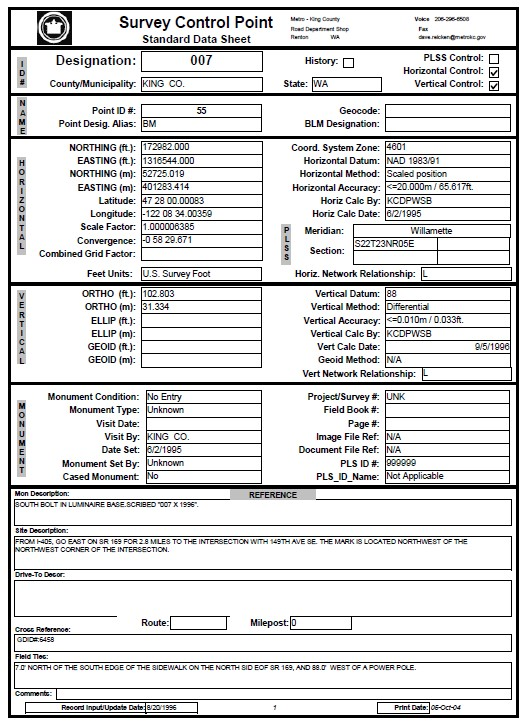 Survey Control Point
Standard Data Sheet
Metro - King County
Road Department Shop
Renton WA
Voice 206-296-6508
Fax
dave.reicken@metrokc.gov
ID#
Designation: 007
County/Municipality: KING CO.
History:
State: WA
PLSS Control:
Horizontal Control:
Vertical Control:
NAME
Point ID #: 55
Point Desig. Alias: BM
Geocode:
BLM Designation:
HORIZONTAL
NORTHING (ft.): 172982.000
EASTING (ft.): 1316544.000
NORTHING (m): 52725.019
EASTING (m): 401283.414
Latitude: 47 28 00.00083
Longitude: -122 08 34.00359
Scale Factor: 1.000006385
Convergence: -0 58 29.671
Combined Grid Factor:
Feet Units: U.S. Survey Foot
Coord. System Zone: 4601
Horizontal Datum: NAD 1983/91
Horizontal Method: Scaled position
Horizontal Accuracy: <=20.000m / 65.617ft.
Horiz Calc By: KCDPWSB
Horiz Calc Date: 6/2/1995
PLSS
Meridian: Willamette
Section: S22T23NR05E
Horiz. Network Relationship: L
VERTICAL
ORTHO (ft.): 102.803
ORTHO (m): 31.334
ELLIP (ft.):
ELLIP (m):
GEOID (ft.):
GEOID (m):
Vertical Datum: 88
Vertical Method: Differential
Vertical Accuracy: <=0.010m / 0.033ft.
Vertical Calc By: KCDPWSB
Vert Calc Date: 9/5/1996
Geoid Method: N/A
Vert Network Relationship: L
MONUMENT
Monument Condition: No Entry
Monument Type: Unknown
Visit Date:
Visit By: KING CO.
Date Set: 6/2/1995
Monument Set By: Unknown
Cased Monument: No
Project/Survey #: UNK
Field Book #:
Page #:
Image File Ref: N/A
Document File Ref: N/A
PLS ID #: 999999
PLS_ID_Name: Not Applicable
Mon Description:
REFERENCE
SOUTH BOLT IN LUMINAIRE BASE.SCRIBED "007 X 1996".
Site Description:
FROM I-405, GO EAST ON SR 169 FOR 2.8 MILES TO THE INTERSECTION WITH 149TH AVE SE. THE MARK IS LOCATED NORTHWEST OF THE
NORTHWEST CORNER OF THE INTERSECTION.
Drive-To Descr:
Route:
Milepost: 0
Cross Reference:
GDID#:6458
Field Ties:
7.0' NORTH OF THE SOUTH EDGE OF THE SIDEWALK ON THE NORTH SID EOF SR 169, AND 88.0' WEST OF A POWER POLE.
Comments:
Record Input/Update Date: 8/20/1996
1
Print Date: 05-Oct-04